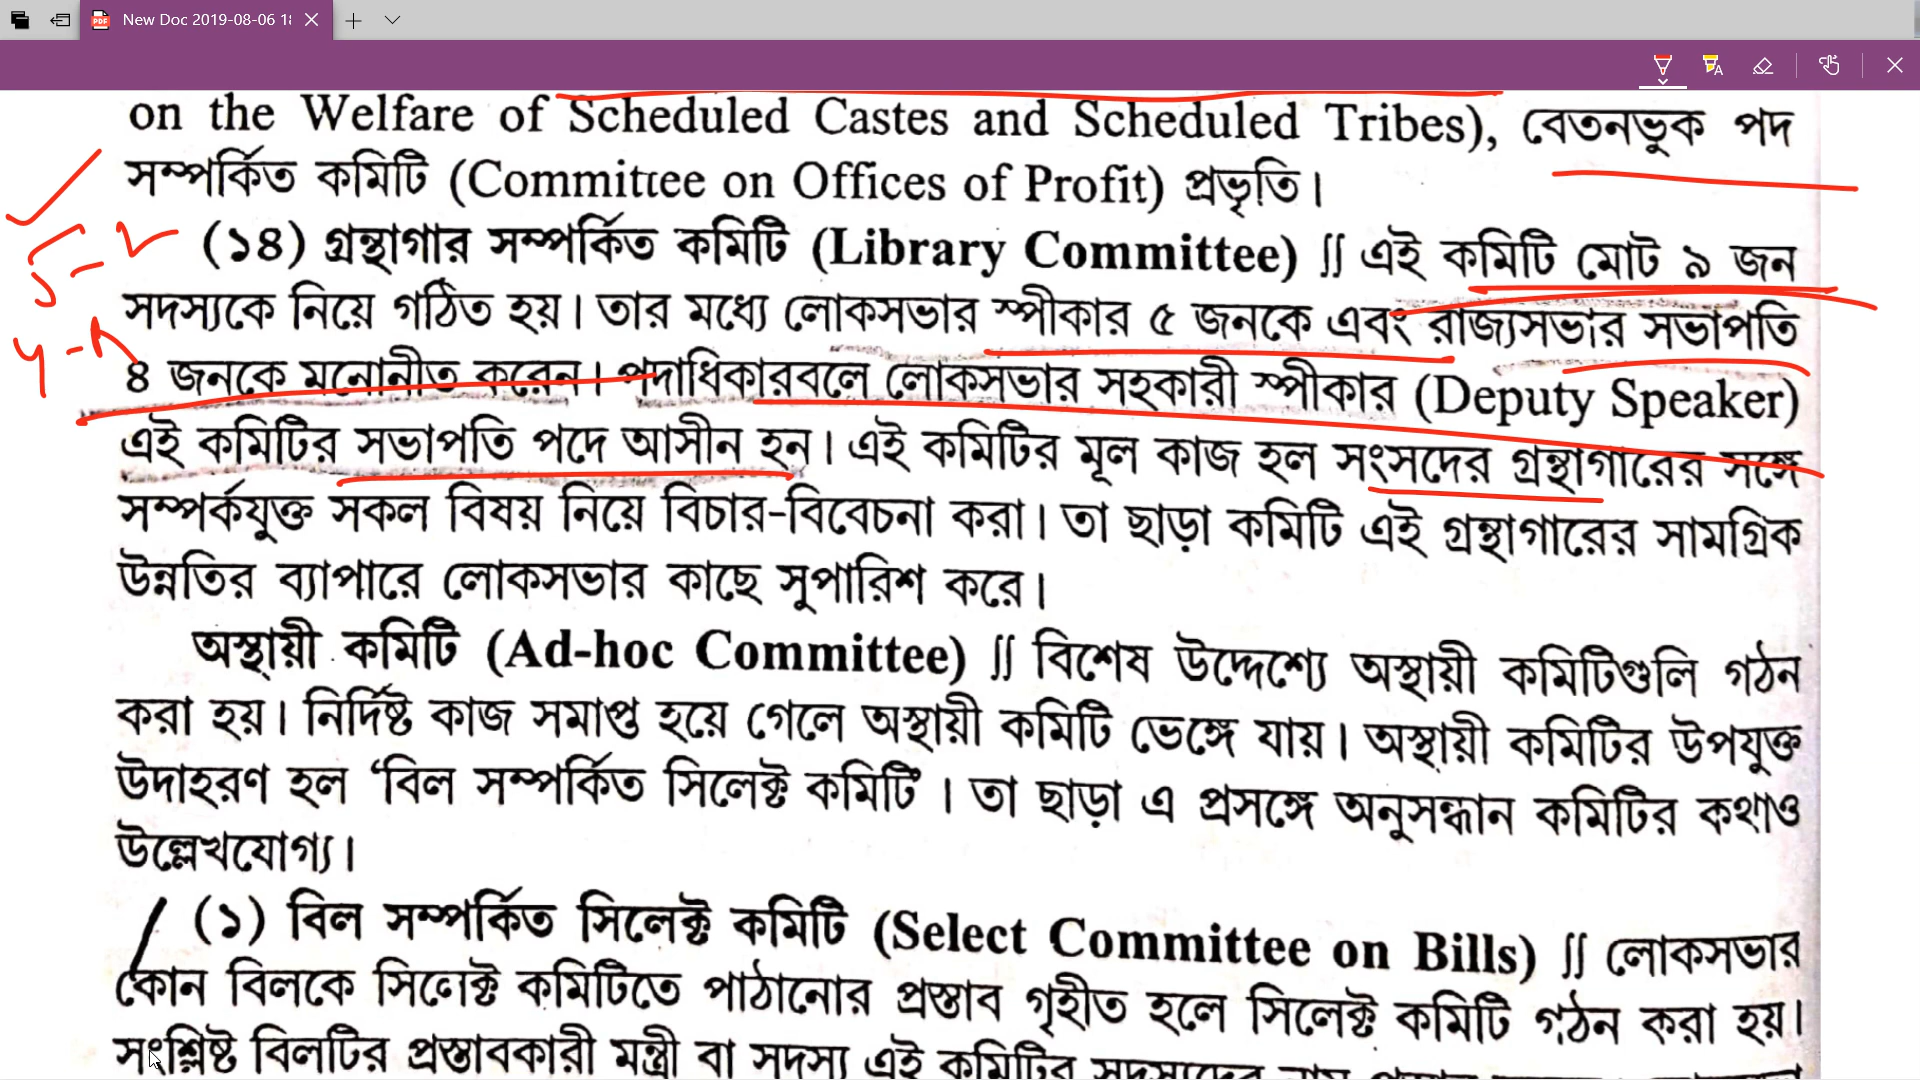 New Doc 2019-08-06 18
on the Welfare of Scheduled Castes and Scheduled Tribes), বেতনভুক পদ
সম্পর্কিত কমিটি (Committee on Offices of Profit) প্রভৃতি।
(১৪) গ্রন্থাগার সম্পর্কিত কমিটি (Library Committee) ॥ এই কমিটি মোট ৯ জন
সদস্যকে নিয়ে গঠিত হয়। তার মধ্যে লোকসভার স্পীকার ৫ জনকে এবং রাজ্যসভার সভাপতি
৪ জনকে মনোনীত করেন। পদাধিকারবলে লোকসভার সহকারী স্পীকার (Deputy Speaker)
এই কমিটির সভাপতি পদে আসীন হন। এই কমিটির মূল কাজ হল সংসদের গ্রন্থাগারের সঙ্গে
সম্পর্কযুক্ত সকল বিষয় নিয়ে বিচার-বিবেচনা করা। তা ছাড়া কমিটি এই গ্রন্থাগারের সামগ্রিক
উন্নতির ব্যাপারে লোকসভার কাছে সুপারিশ করে।
অস্থায়ী কমিটি (Ad-hoc Committee) ॥ বিশেষ উদ্দেশ্যে অস্থায়ী কমিটিগুলি গঠন
করা হয়। নির্দিষ্ট কাজ সমাপ্ত হয়ে গেলে অস্থায়ী কমিটি ভেঙ্গে যায়। অস্থায়ী কমিটির উপযুক্ত
উদাহরণ হল ‘বিল সম্পর্কিত সিলেক্ট কমিটি’। তা ছাড়া এ প্রসঙ্গে অনুসন্ধান কমিটির কথাও
উল্লেখযোগ্য।
(১) বিল সম্পর্কিত সিলেক্ট কমিটি (Select Committee on Bills) ॥ লোকসভার
কোন বিলকে সিলেক্ট কমিটিতে পাঠানোর প্রস্তাব গৃহীত হলে সিলেক্ট কমিটি গঠন করা হয়।
সংশ্লিষ্ট বিলটির প্রস্তাবকারী মন্ত্রী বা সদস্য এই কমিটির সদস্যদের নাম